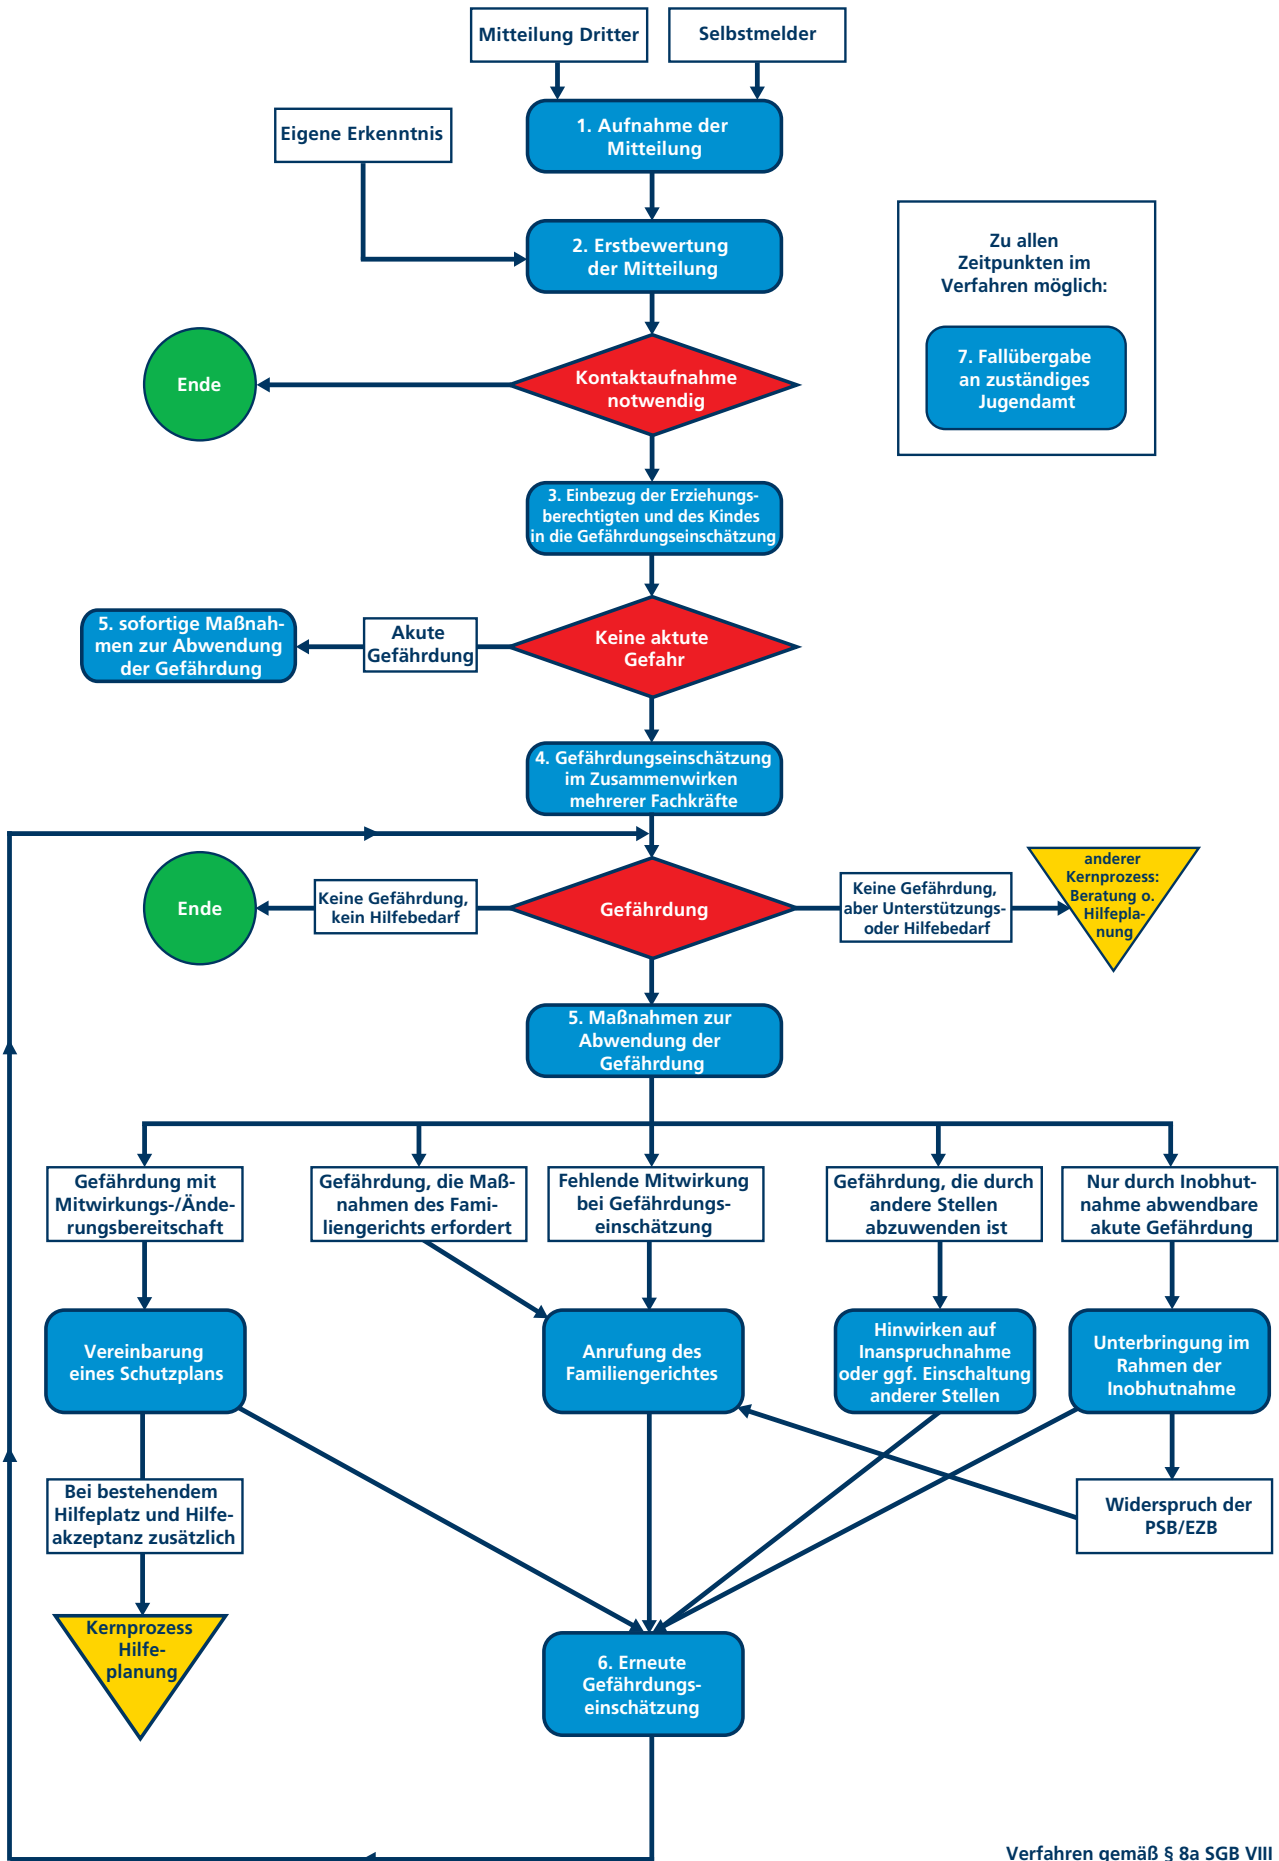 Mitteilung Dritter
Selbstmelder
Eigene Erkenntnis
1. Aufnahme der
Mitteilung
2. Erstbewertung
der Mitteilung
Zu allen
Zeitpunkten im
Verfahren möglich:
7. Fallübergabe
an zuständiges
Jugendamt
Ende
Kontaktaufnahme
notwendig
3. Einbezug der Erziehungs-
berechtigten und des Kindes
in die Gefährdungseinschätzung
5. sofortige Maßnah-
men zur Abwendung
der Gefährdung
Akute
Gefährdung
Keine aktute
Gefahr
4. Gefährdungseinschätzung
im Zusammenwirken
mehrerer Fachkräfte
Ende
Keine Gefährdung,
kein Hilfebedarf
Gefährdung
Keine Gefährdung,
aber Unterstützungs-
oder Hilfebedarf
anderer
Kernprozess:
Beratung o.
Hilfepla-
nung
5. Maßnahmen zur
Abwendung der
Gefährdung
Gefährdung mit
Mitwirkungs-/Ände-
rungsbereitschaft
Gefährdung, die Maß-
nahmen des Fami-
liengerichts erfordert
Fehlende Mitwirkung
bei Gefährdungs-
einschätzung
Gefährdung, die durch
andere Stellen
abzuwenden ist
Nur durch Inobhut-
nahme abwendbare
akute Gefährdung
Vereinbarung
eines Schutzplans
Anrufung des
Familiengerichtes
Hinwirken auf
Inanspruchnahme
oder ggf. Einschaltung
anderer Stellen
Unterbringung im
Rahmen der
Inobhutnahme
Bei bestehendem
Hilfeplatz und Hilfe-
akzeptanz zusätzlich
Widerspruch der
PSB/EZB
Kernprozess
Hilfe-
planung
6. Erneute
Gefährdungs-
einschätzung
Verfahren gemäß § 8a SGB VIII